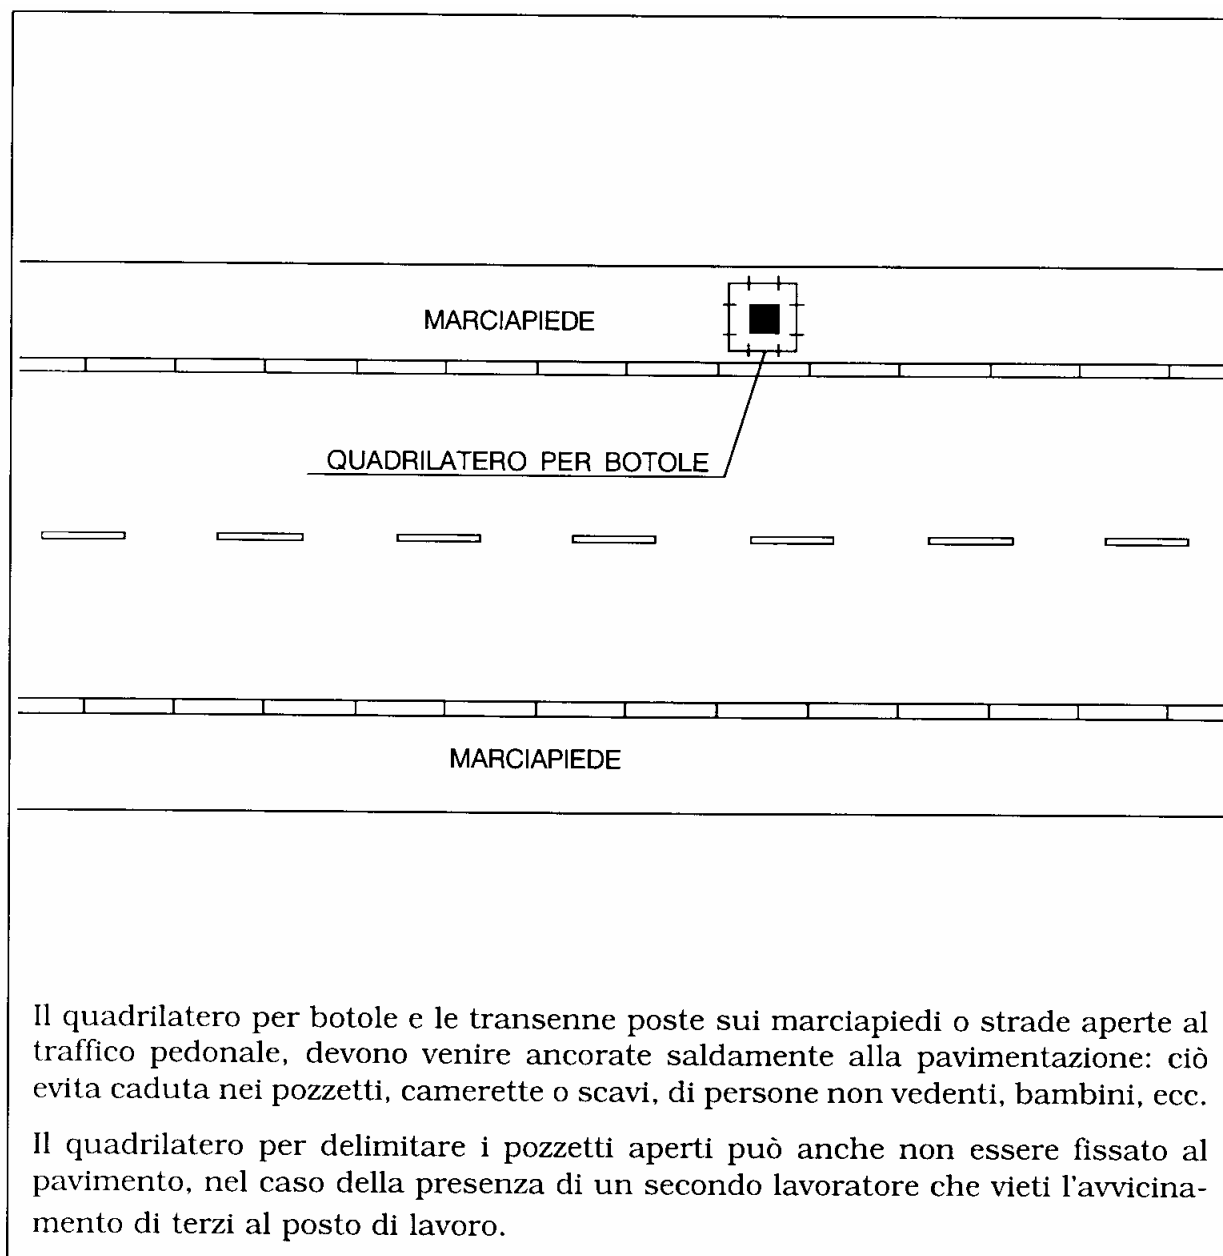 MARCIAPIEDE
QUADRILATERO PER BOTOLE
MARCIAPIEDE
Il quadrilatero per botole e le transenne poste sui marciapiedi o strade aperte al
traffico pedonale, devono venire ancorate saldamente alla pavimentazione: ciò
evita caduta nei pozzetti, camerette o scavi, di persone non vedenti, bambini, ecc.
Il quadrilatero per delimitare i pozzetti aperti può anche non essere fissato al
pavimento, nel caso della presenza di un secondo lavoratore che vieti l'avvicina-
mento di terzi al posto di lavoro.